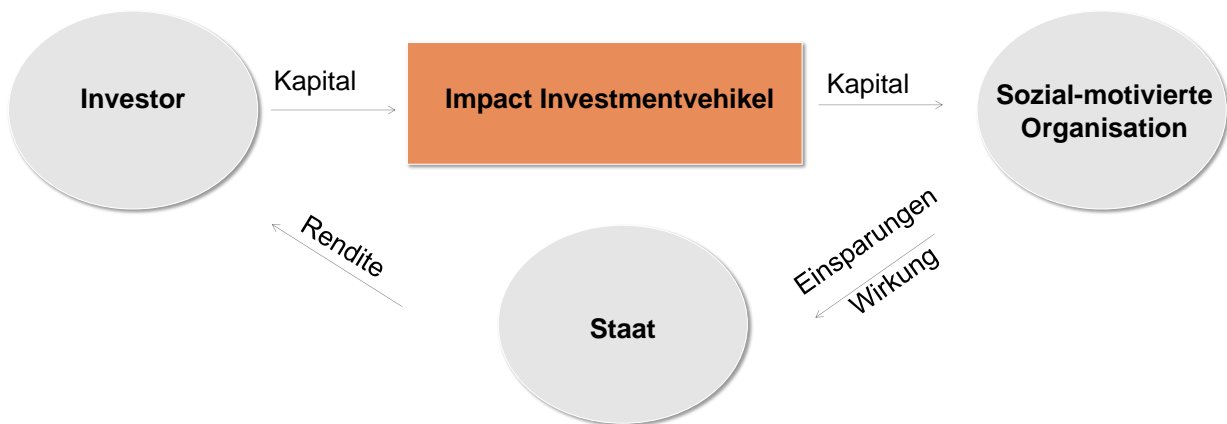 Investor
Kapital
Impact Investmentvehikel
Kapital
Sozial-motivierte
Organisation
Rendite
Staat
Einsparungen
Wirkung